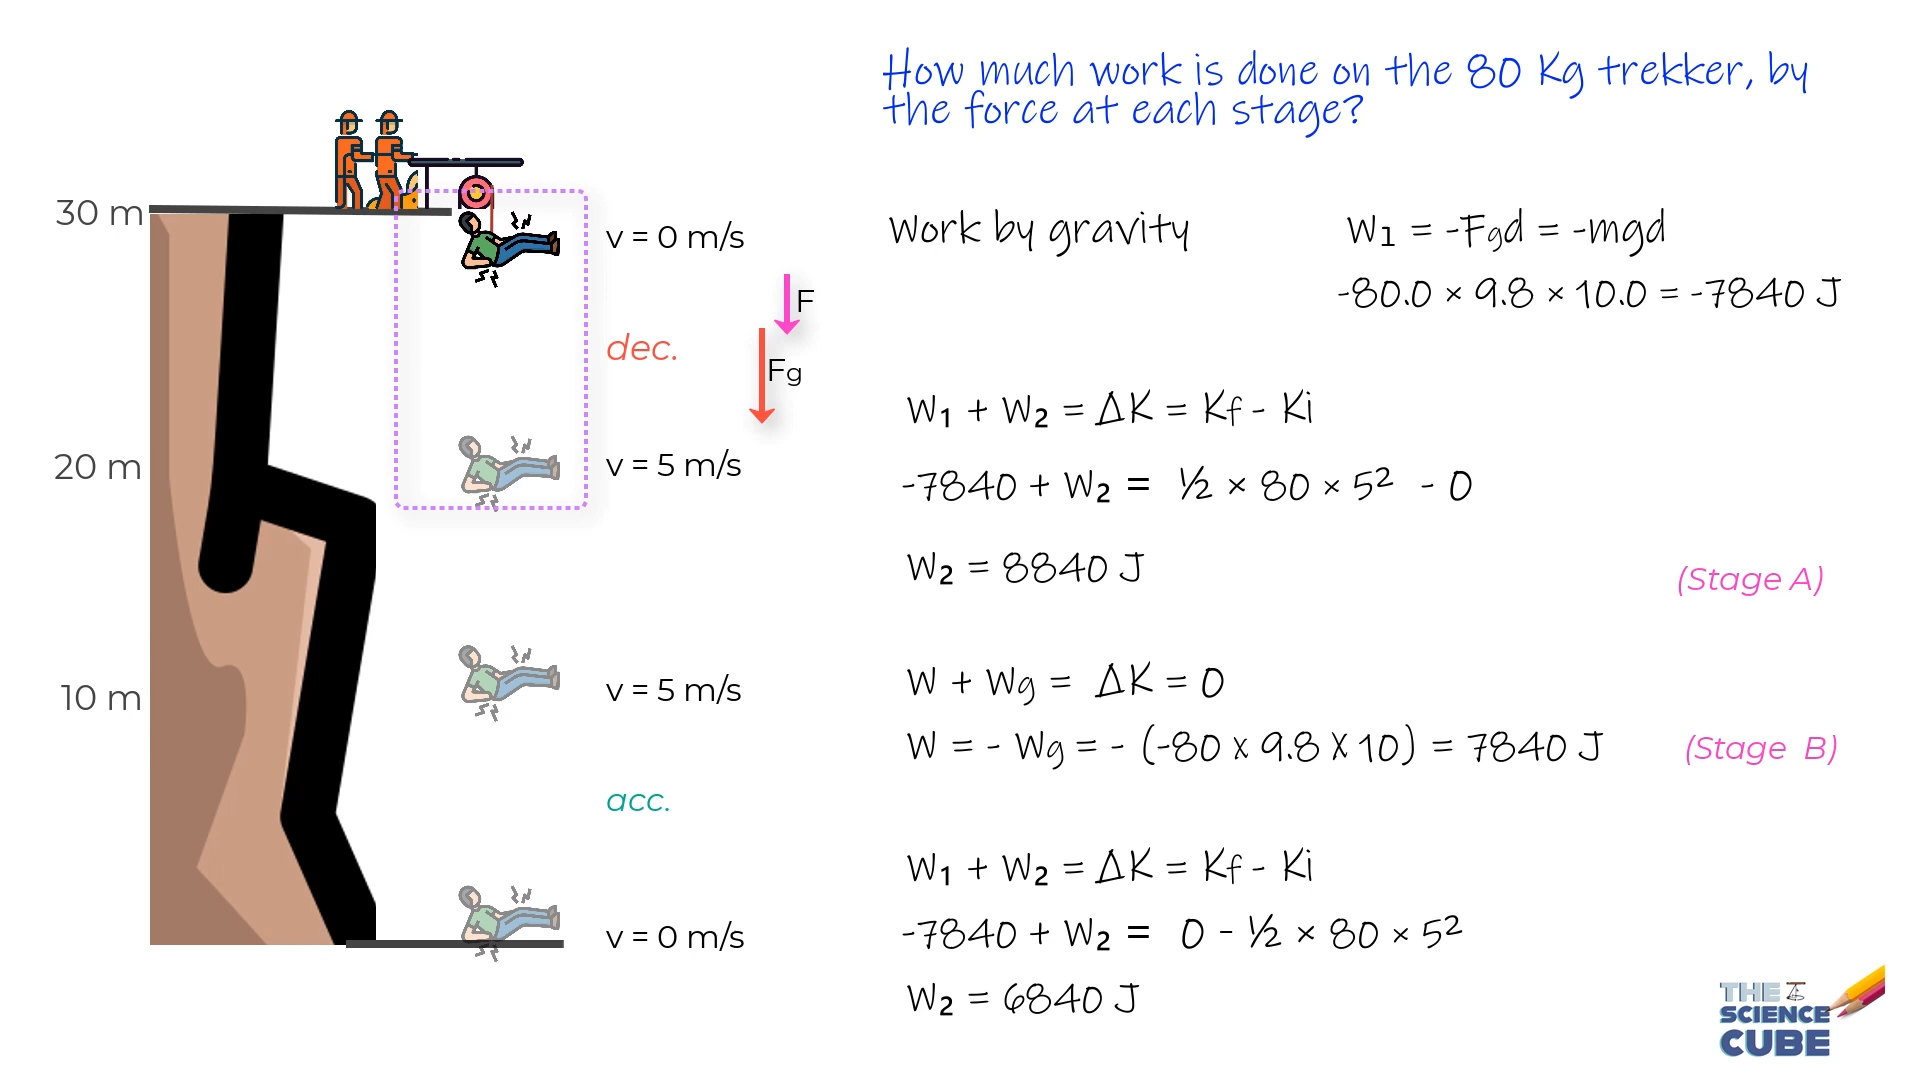 How much work is done on the 80 Kg trekker, by
the force at each stage?
30 m
v = 0 m/s
Work by gravity
W₁ = -Fgd = -mgd
-80.0 × 9.8 × 10.0 = -7840 J
F
dec.
Fg
W₁ + W₂ = ΔK = Kf - Ki
20 m
v = 5 m/s
-7840 + W₂ = ½ × 80 × 5² - 0
W₂ = 8840 J
(Stage A)
10 m
v = 5 m/s
W + Wg = ΔK = 0
W = - Wg = - (-80 x 9.8 X 10) = 7840 J
(Stage B)
acc.
W₁ + W₂ = ΔK = Kf - Ki
v = 0 m/s
-7840 + W₂ = 0 - ½ × 80 × 5²
W₂ = 6840 J
THE
SCIENCE
CUBE